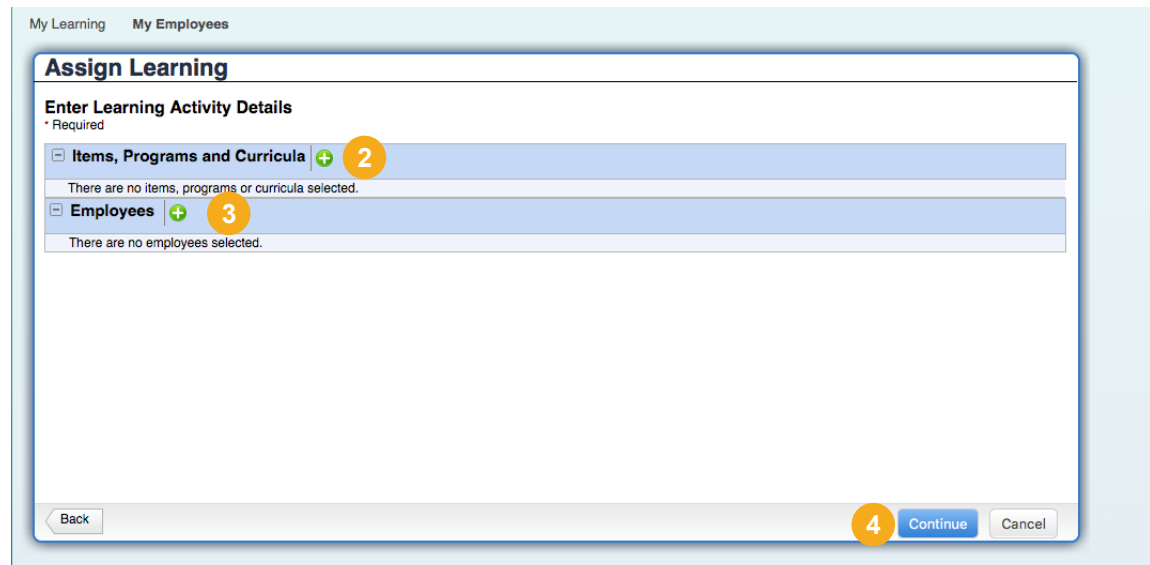 My Learning My Employees
Assign Learning
Enter Learning Activity Details
* Required
Items, Programs and Curricula 2
There are no items, programs or curricula selected.
Employees 3
There are no employees selected.
Back 4 Continue Cancel